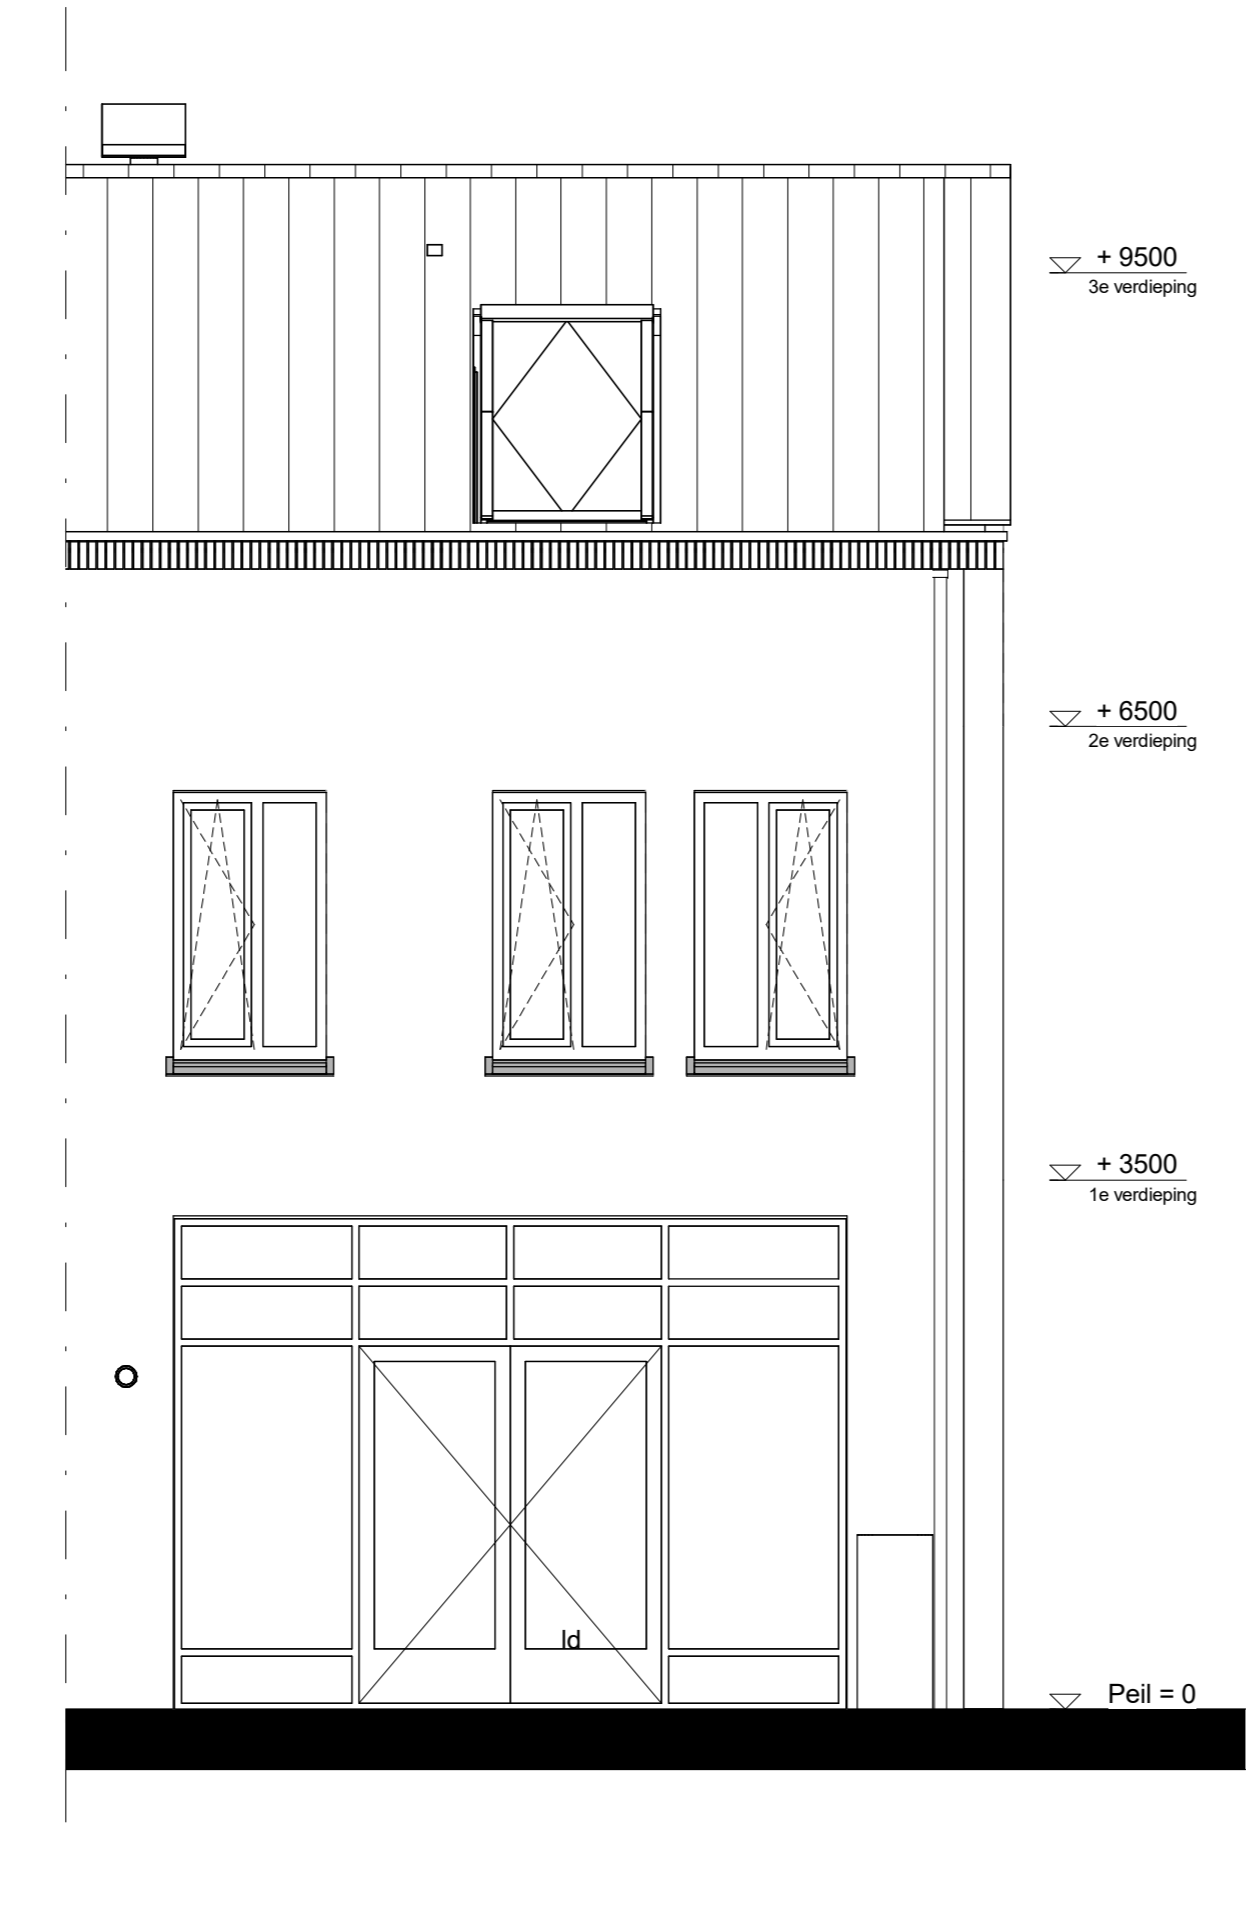 + 9500
3e verdieping
+ 6500
2e verdieping
+ 3500
1e verdieping
ld
Peil = 0